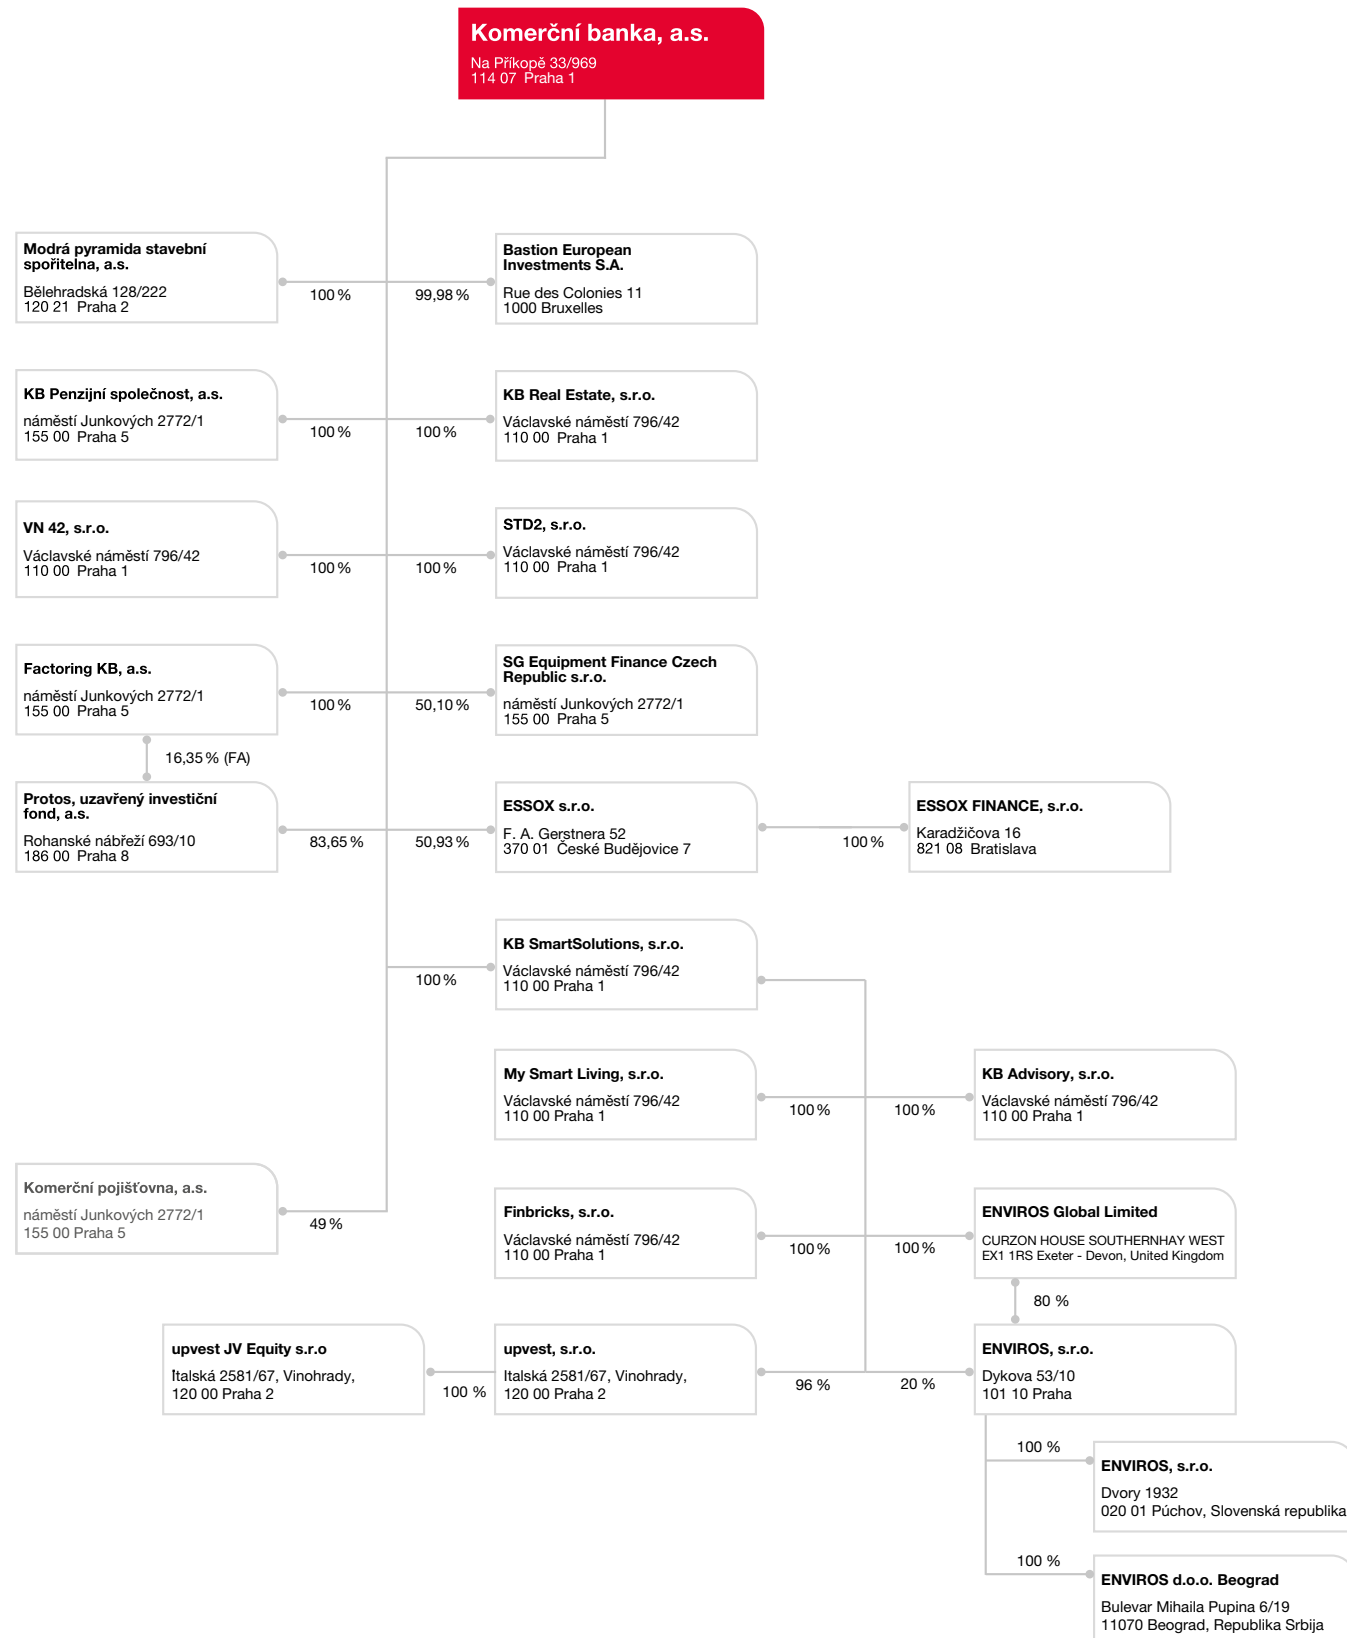 Komerční banka, a.s.
Na Příkopě 33/969
114 07 Praha 1
Modrá pyramida stavební
spořitelna, a.s.
Bělehradská 128/222
120 21 Praha 2
100 %
99,98 %
Bastion European
Investments S.A.
Rue des Colonies 11
1000 Bruxelles
KB Penzijní společnost, a.s.
náměstí Junkových 2772/1
155 00 Praha 5
100 %
100 %
KB Real Estate, s.r.o.
Václavské náměstí 796/42
110 00 Praha 1
VN 42, s.r.o.
Václavské náměstí 796/42
110 00 Praha 1
100 %
100 %
STD2, s.r.o.
Václavské náměstí 796/42
110 00 Praha 1
Factoring KB, a.s.
náměstí Junkových 2772/1
155 00 Praha 5
100 %
50,10 %
SG Equipment Finance Czech
Republic s.r.o.
náměstí Junkových 2772/1
155 00 Praha 5
16,35 % (FA)
Protos, uzavřený investiční
fond, a.s.
Rohanské nábřeží 693/10
186 00 Praha 8
83,65 %
50,93 %
ESSOX s.r.o.
F. A. Gerstnera 52
370 01 České Budějovice 7
100 %
ESSOX FINANCE, s.r.o.
Karadžičova 16
821 08 Bratislava
100 %
KB SmartSolutions, s.r.o.
Václavské náměstí 796/42
110 00 Praha 1
My Smart Living, s.r.o.
Václavské náměstí 796/42
110 00 Praha 1
100 %
100 %
KB Advisory, s.r.o.
Václavské náměstí 796/42
110 00 Praha 1
Komerční pojišťovna, a.s.
náměstí Junkových 2772/1
155 00 Praha 5
49 %
Finbricks, s.r.o.
Václavské náměstí 796/42
110 00 Praha 1
100 %
100 %
ENVIROS Global Limited
CURZON HOUSE SOUTHERNHAY WEST
EX1 1RS Exeter - Devon, United Kingdom
80 %
upvest JV Equity s.r.o
Italská 2581/67, Vinohrady,
120 00 Praha 2
100 %
upvest, s.r.o.
Italská 2581/67, Vinohrady,
120 00 Praha 2
96 %
20 %
ENVIROS, s.r.o.
Dykova 53/10
101 10 Praha
100 %
ENVIROS, s.r.o.
Dvory 1932
020 01 Púchov, Slovenská republika
100 %
ENVIROS d.o.o. Beograd
Bulevar Mihaila Pupina 6/19
11070 Beograd, Republika Srbija